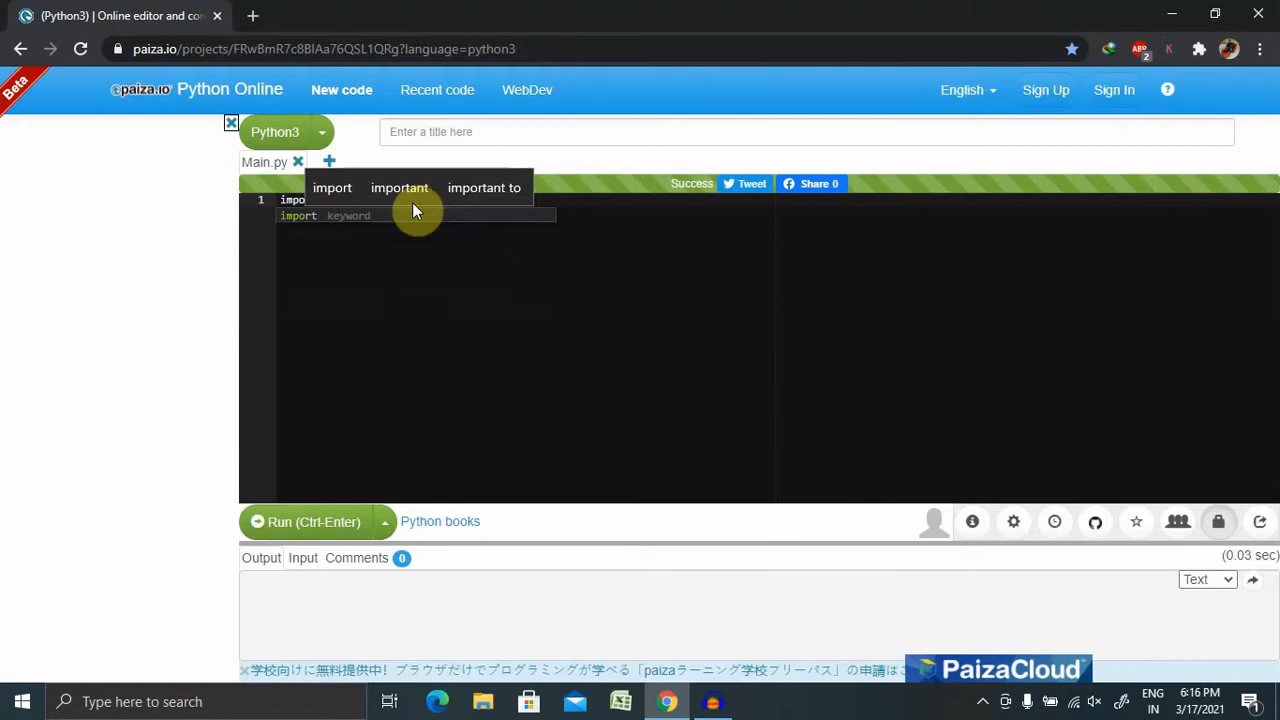 (Python3) | Online editor and co
paiza.io/projects/FRwBmR7c8BIAa76QSL1QRg?language=python3
ABP
2
K
Beta
paiza.io Python Online
New code
Recent code
WebDev
English
Sign Up
Sign In
Python3
Enter a title here
Main.py
import important important to
Success
Tweet
Share 0
1 impo
import keyword
Run (Ctrl-Enter)
Python books
Output Input Comments 0
(0.03 sec)
Text
学校向けに無料提供中! ブラウザだけでプログラミングが学べる「paizaラーニング学校フリーパス」の申請は
PaizaCloud
Type here to search
ENG
IN
6:16 PM
3/17/2021
1